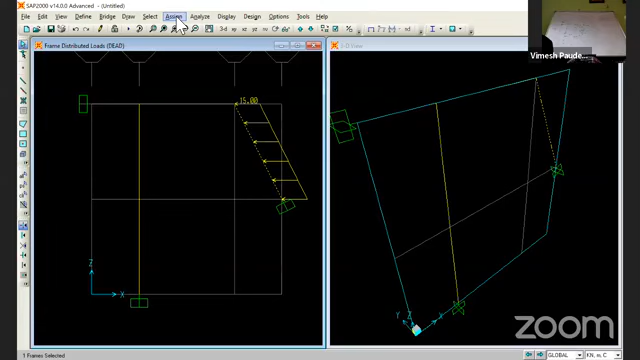 SAP2000 v14.0.0 Advanced
File Edit View Define Bridge Draw Select Assign Analyze Display Design Options Tools Help
Frame Distributed Loads (DEAD)
3-D View
15.00
Vimesh Paude...
Z
X
Y Z X
zoom
1 Frames Selected
GLOBAL
KN, m, C